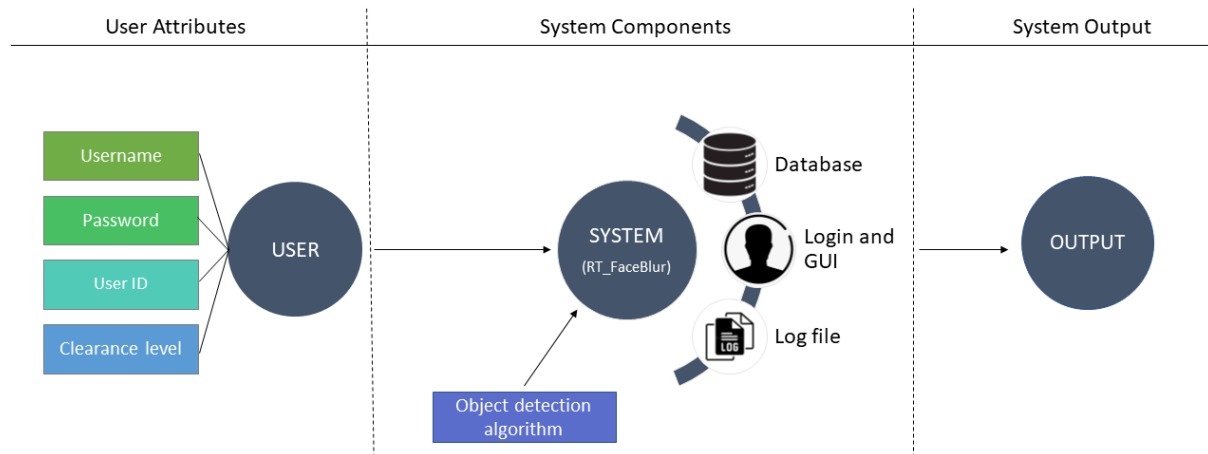 User Attributes
System Components
System Output
Username
Password
User ID
Clearance level
USER
SYSTEM
(RT_FaceBlur)
Object detection
algorithm
Database
Login and
GUI
LOG
Log file
OUTPUT